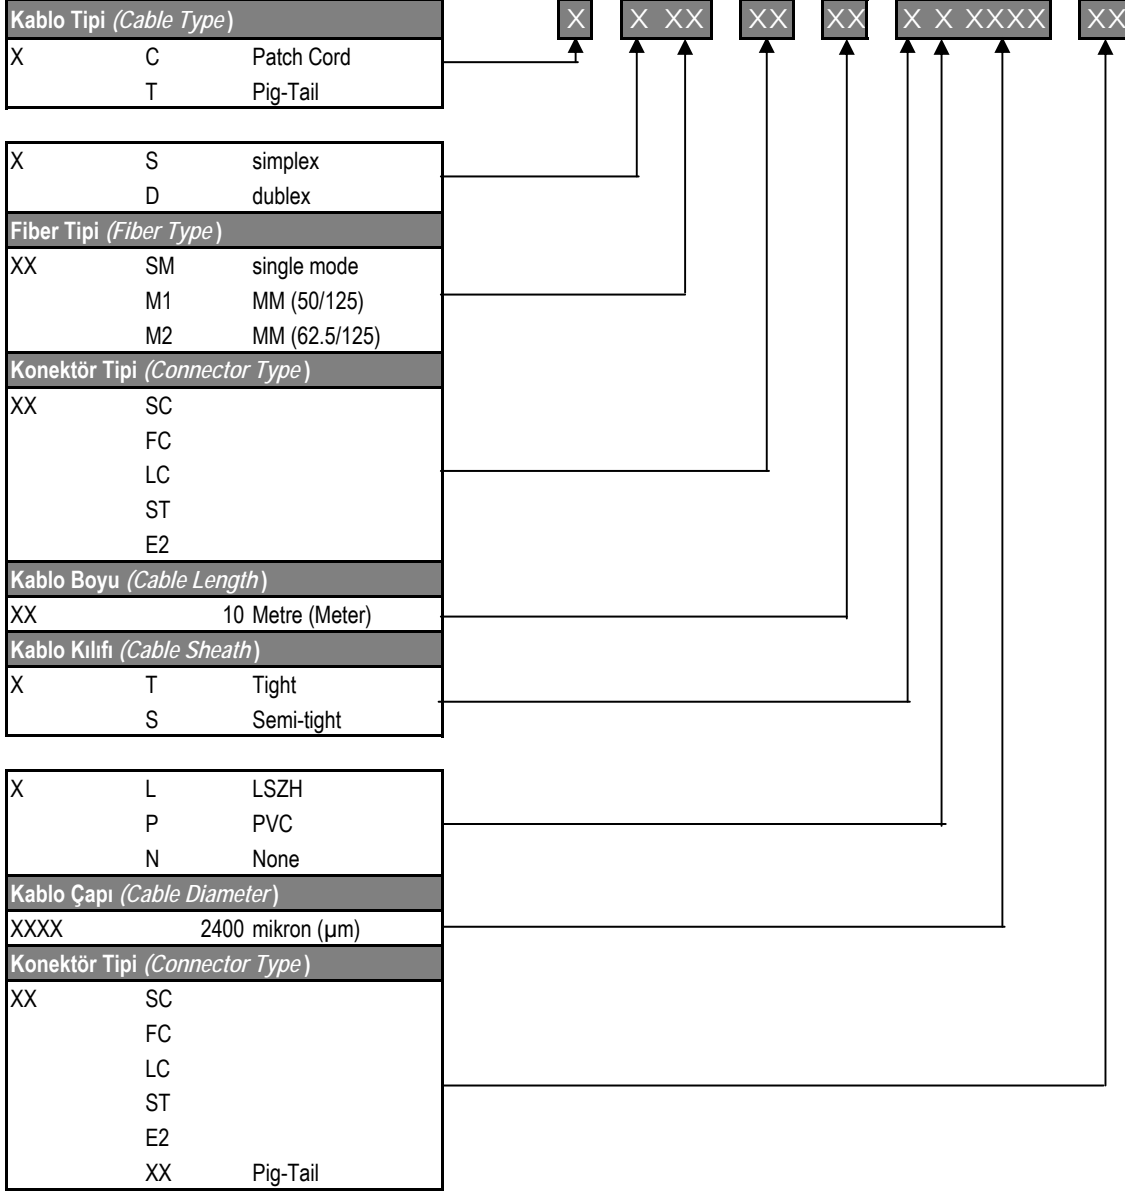 Kablo Tipi (Cable Type) X X XX XX XX X X XXXX XX
X C Patch Cord
T Pig-Tail
X S simplex
D dublex
Fiber Tipi (Fiber Type)
XX SM single mode
M1 MM (50/125)
M2 MM (62.5/125)
Konektör Tipi (Connector Type)
XX SC
FC
LC
ST
E2
Kablo Boyu (Cable Length)
XX 10 Metre (Meter)
Kablo Kılıfı (Cable Sheath)
X T Tight
S Semi-tight
X L LSZH
P PVC
N None
Kablo Çapı (Cable Diameter)
XXXX 2400 mikron (µm)
Konektör Tipi (Connector Type)
XX SC
FC
LC
ST
E2
XX Pig-Tail